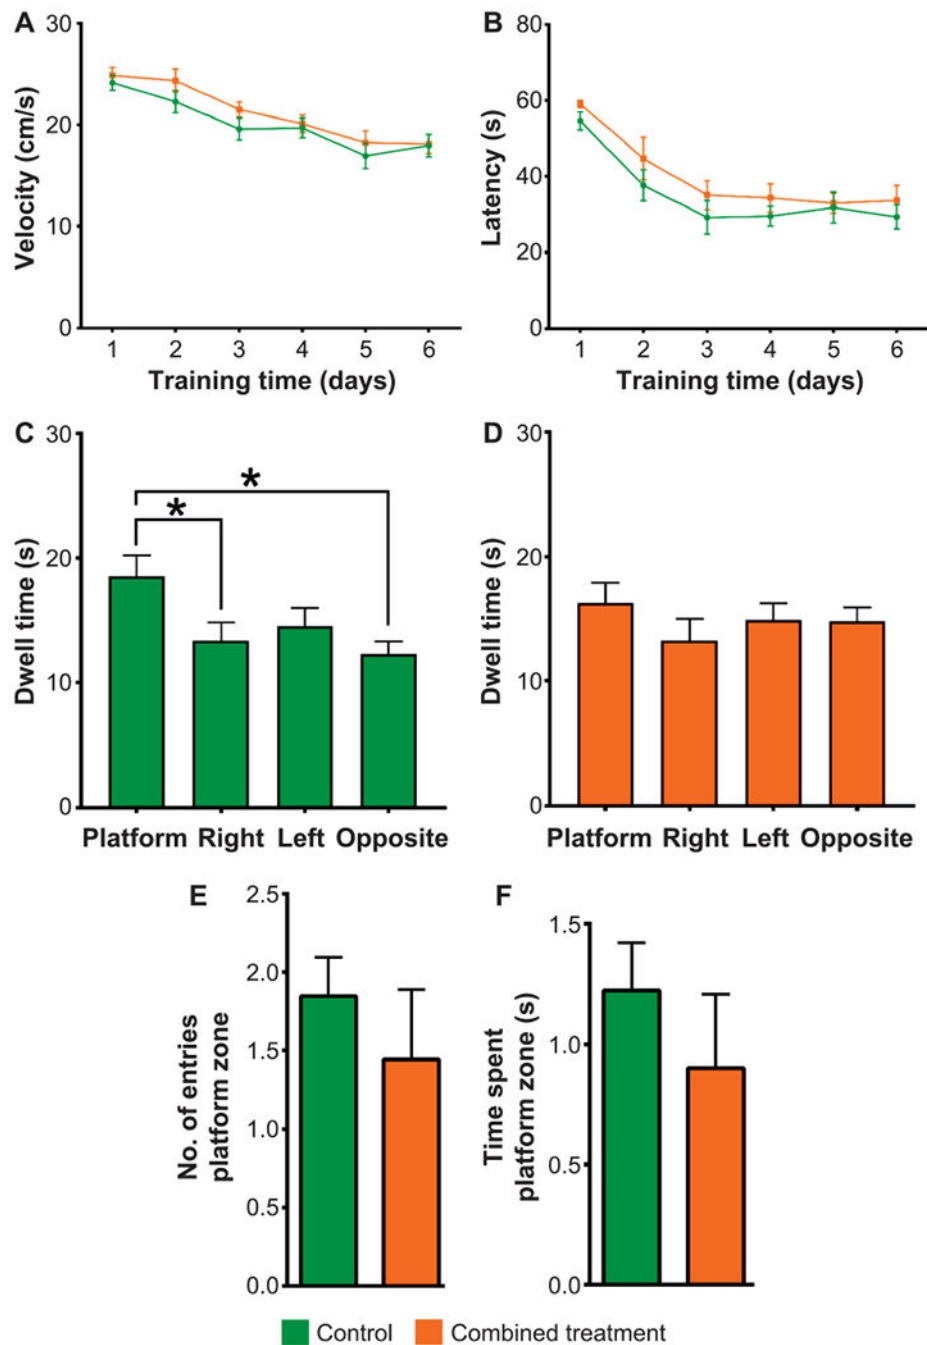 A
Velocity (cm/s)
30
20
10
0
1 2 3 4 5 6
Training time (days)
B
Latency (s)
80
60
40
20
0
1 2 3 4 5 6
Training time (days)
C
Dwell time (s)
30
20
10
0
*
*
Platform Right Left Opposite
D
Dwell time (s)
30
20
10
0
Platform Right Left Opposite
E
No. of entries
platform zone
2.5
2.0
1.5
1.0
0.5
0.0
F
Time spent
platform zone (s)
1.5
1.0
0.5
0.0
Control Combined treatment